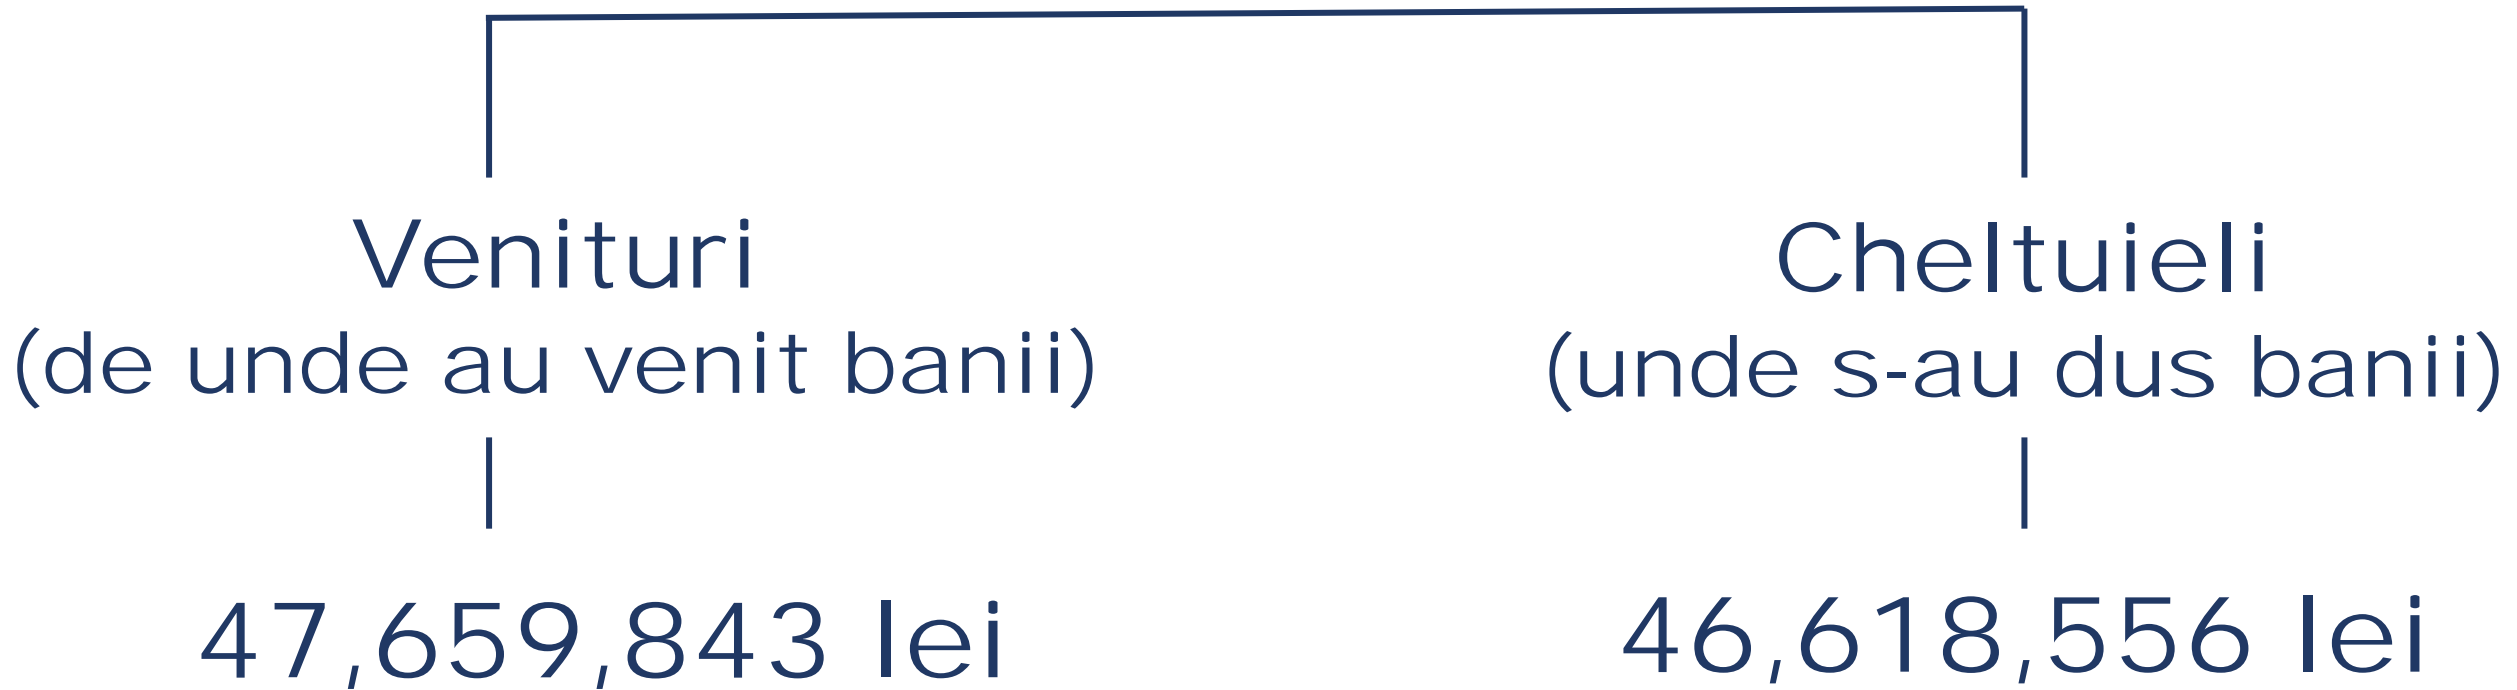 Venituri
(de unde au venit banii)
47,659,843 lei
Cheltuieli
(unde s-au dus banii)
46,618,556 lei